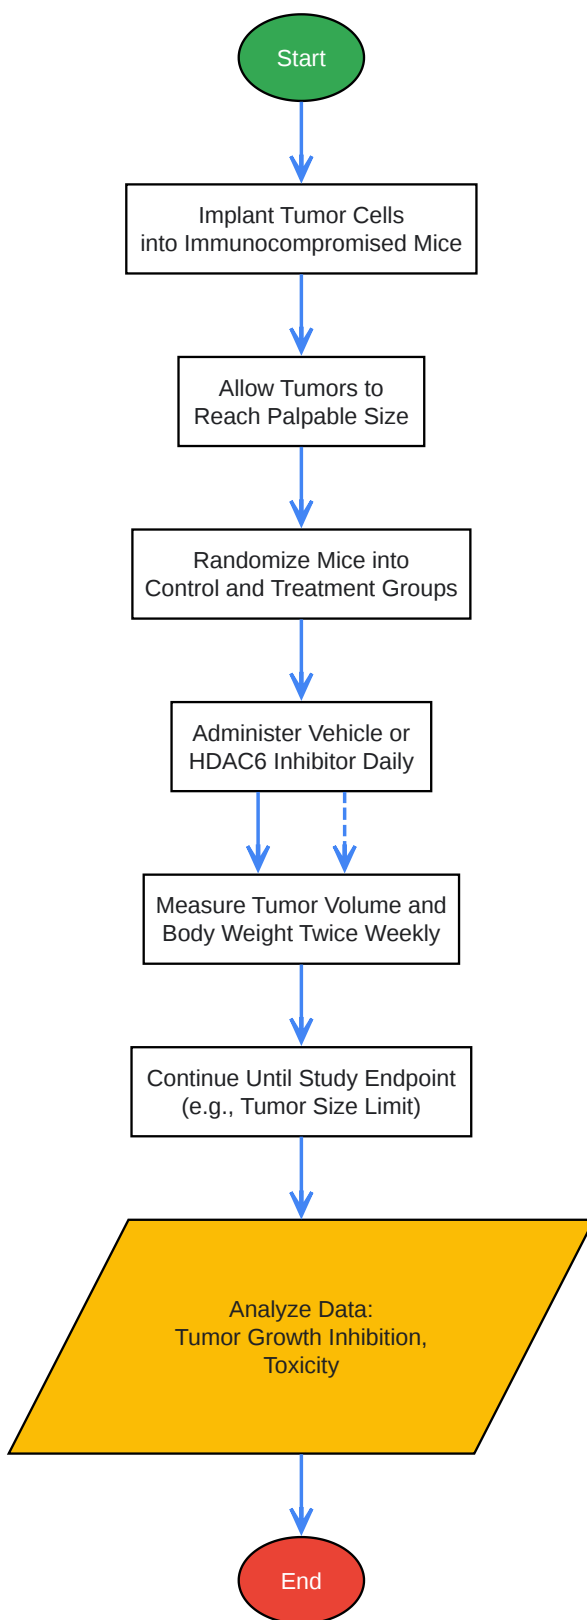 Start
Implant Tumor Cells
into Immunocompromised Mice
Allow Tumors to
Reach Palpable Size
Randomize Mice into
Control and Treatment Groups
Administer Vehicle or
HDAC6 Inhibitor Daily
Measure Tumor Volume and
Body Weight Twice Weekly
Continue Until Study Endpoint
(e.g., Tumor Size Limit)
Analyze Data:
Tumor Growth Inhibition,
Toxicity
End